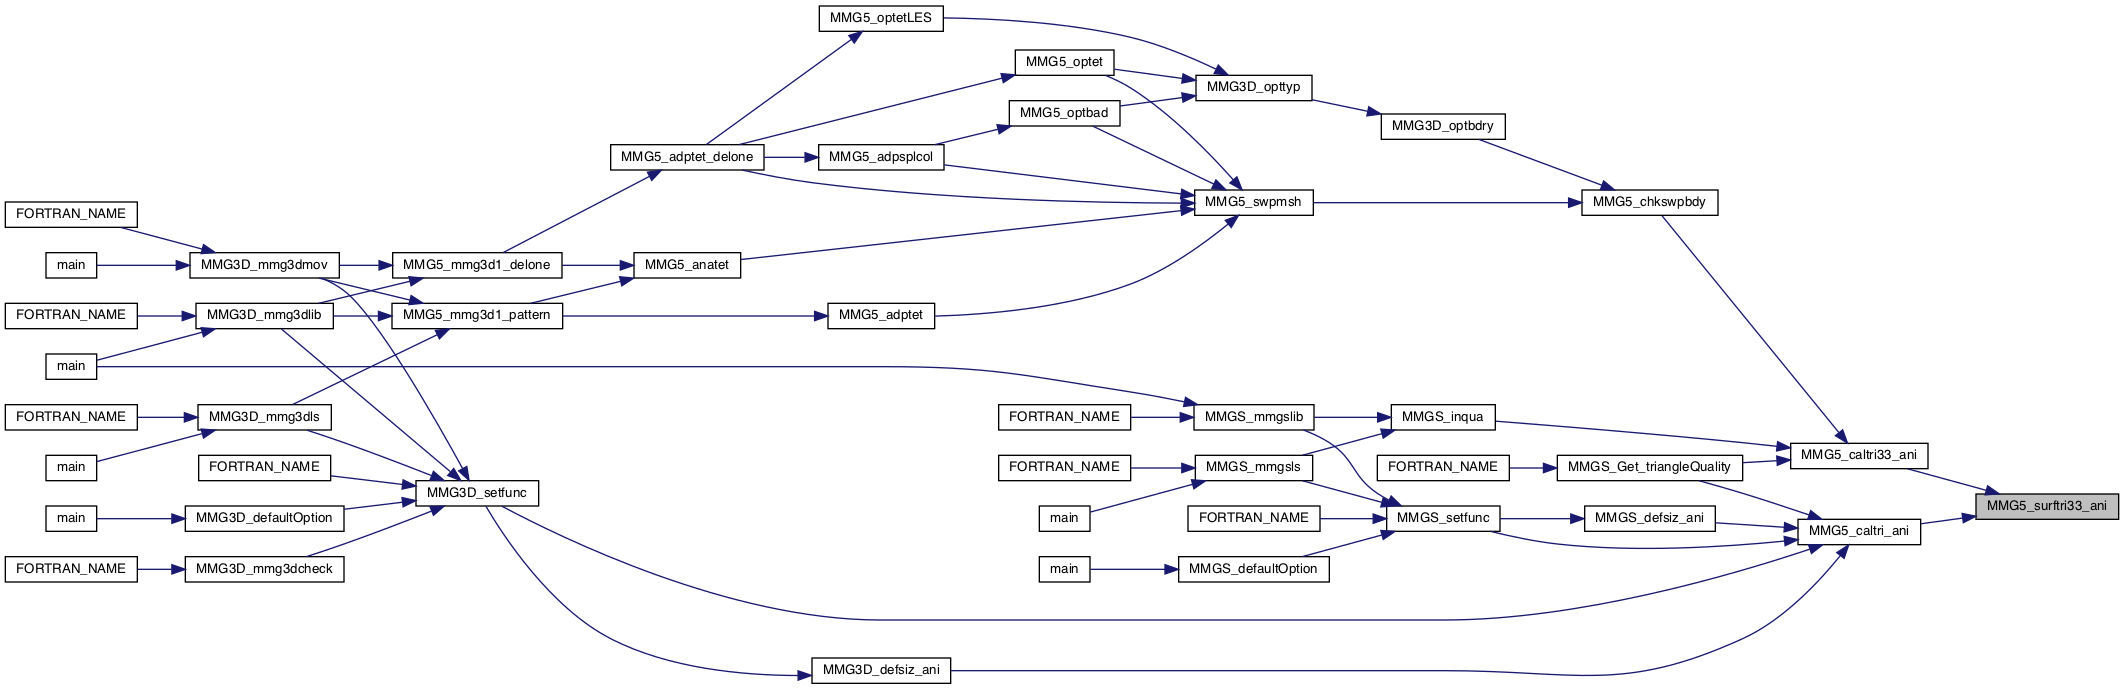 MMG5_optetLES
MMG5_optet
MMG3D_opttyp
MMG5_optbad
MMG3D_optbdry
MMG5_adptet_delone
MMG5_adpsplcol
MMG5_swpmsh
MMG5_chkswpbdy
FORTRAN_NAME
main
MMG3D_mmg3dmov
MMG5_mmg3d1_delone
MMG5_anatet
FORTRAN_NAME
MMG3D_mmg3dlib
MMG5_mmg3d1_pattern
MMG5_adptet
main
FORTRAN_NAME
MMG3D_mmg3dls
FORTRAN_NAME
MMGS_mmgslib
MMGS_inqua
MMG5_caltri33_ani
main
FORTRAN_NAME
FORTRAN_NAME
MMGS_mmgsls
FORTRAN_NAME
MMGS_Get_triangleQuality
MMG3D_setfunc
MMG5_surftri33_ani
main
MMG3D_defaultOption
main
FORTRAN_NAME
MMGS_setfunc
MMGS_defsiz_ani
MMG5_caltri_ani
FORTRAN_NAME
MMG3D_mmg3dcheck
main
MMGS_defaultOption
MMG3D_defsiz_ani